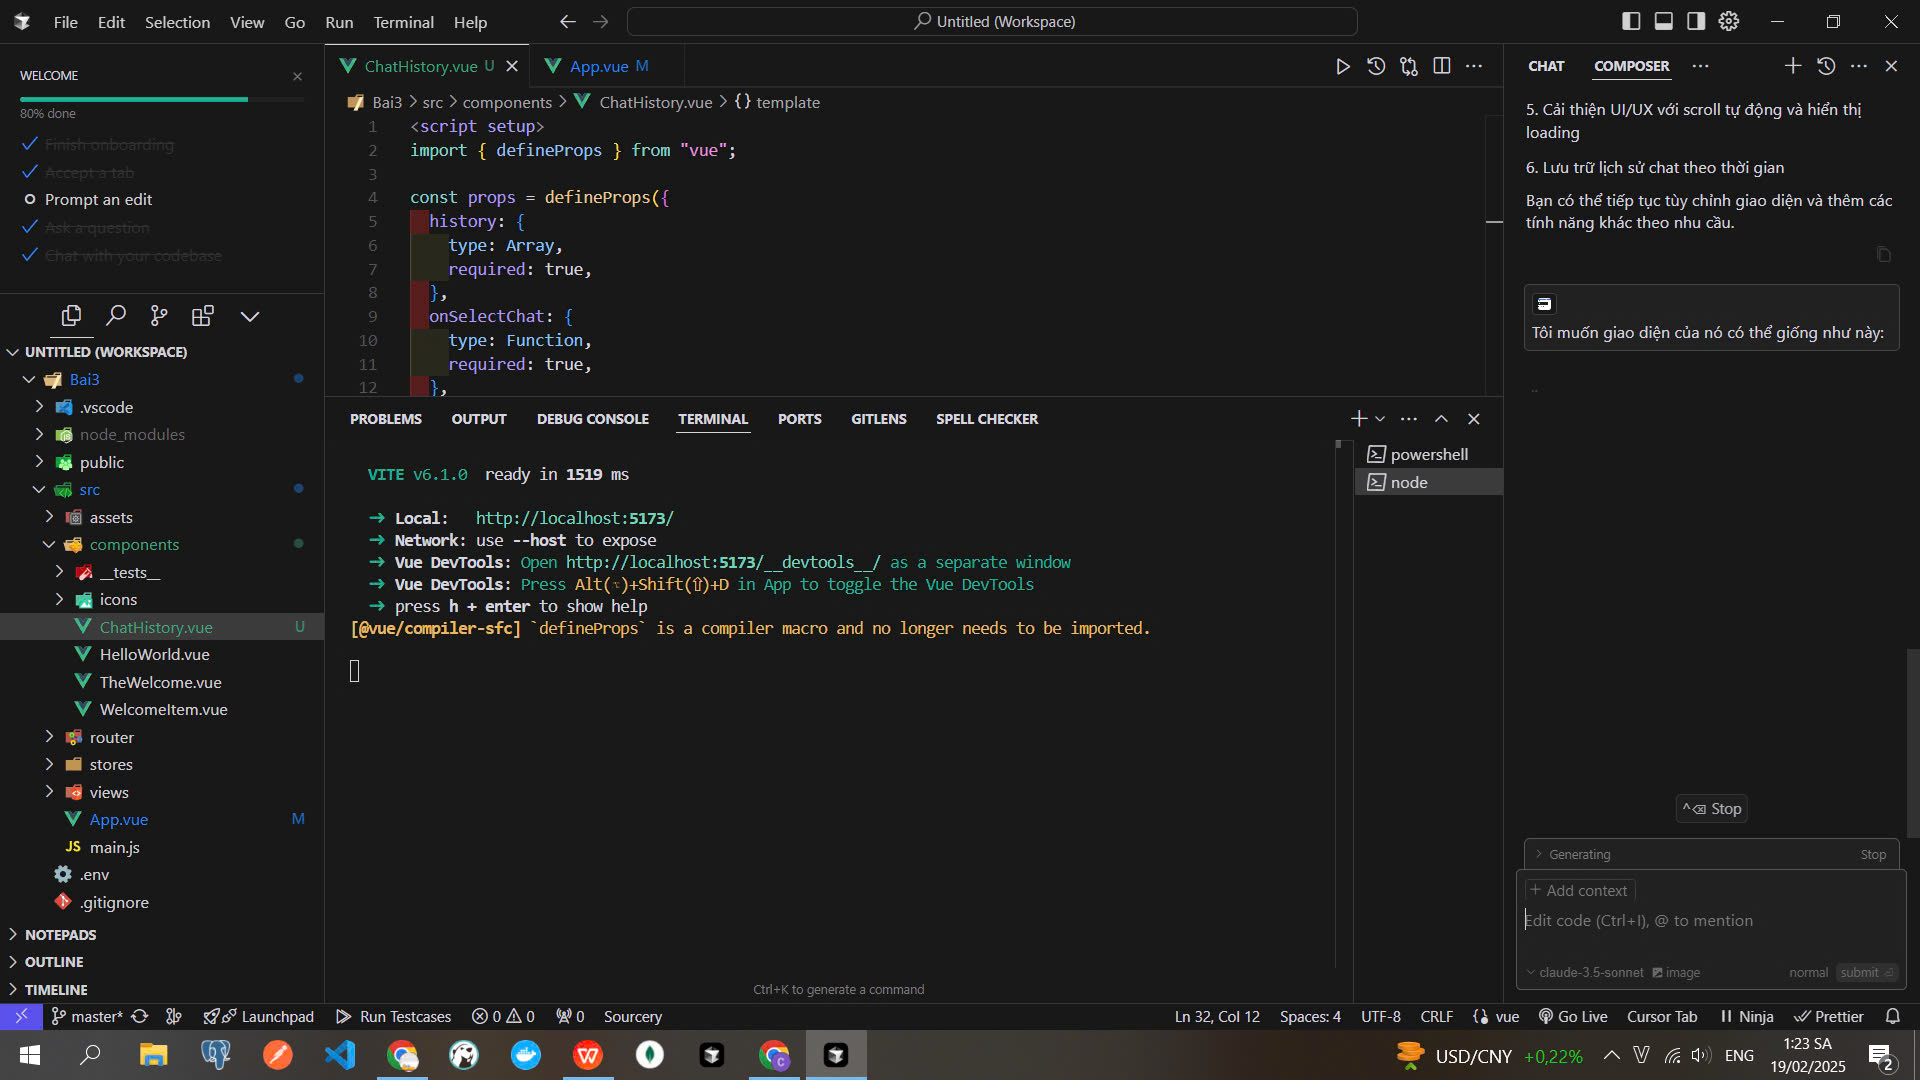 File Edit Selection View Go Run Terminal Help
Untitled (Workspace)
WELCOME
80% done
Finish onboarding
Accept a tab
Prompt an edit
Ask a question
Chat with your codebase
UNTITLED (WORKSPACE)
Bai3
.vscode
node_modules
public
src
assets
components
__tests__
icons
ChatHistory.vue U
HelloWorld.vue
TheWelcome.vue
WelcomeItem.vue
router
stores
views
App.vue M
JS main.js
.env
.gitignore
NOTEPADS
OUTLINE
TIMELINE
ChatHistory.vue U App.vue M
Bai3 > src > components > ChatHistory.vue > {} template
1 <script setup>
2 import { defineProps } from "vue";
3
4 const props = defineProps({
5 history: {
6 type: Array,
7 required: true,
8 },
9 onSelectChat: {
10 type: Function,
11 required: true,
12 },
PROBLEMS OUTPUT DEBUG CONSOLE TERMINAL PORTS GITLENS SPELL CHECKER
VITE v6.1.0 ready in 1519 ms
➜ Local: http://localhost:5173/
➜ Network: use --host to expose
➜ Vue DevTools: Open http://localhost:5173/__devtools__/ as a separate window
➜ Vue DevTools: Press Alt(⌥)+Shift(⇧)+D in App to toggle the Vue DevTools
➜ press h + enter to show help
[@vue/compiler-sfc] `defineProps` is a compiler macro and no longer needs to be imported.
Ctrl+K to generate a command
powershell
node
CHAT COMPOSER
5. Cải thiện UI/UX với scroll tự động và hiển thị
loading
6. Lưu trữ lịch sử chat theo thời gian
Bạn có thể tiếp tục tùy chỉnh giao diện và thêm các
tính năng khác theo nhu cầu.
Tôi muốn giao diện của nó có thể giống như này:
..
^⌫ Stop
Generating Stop
+ Add context
Edit code (Ctrl+I), @ to mention
claude-3.5-sonnet image normal submit
master* Launchpad Run Testcases 0 0 0 Sourcery Ln 32, Col 12 Spaces: 4 UTF-8 CRLF vue Go Live Cursor Tab Ninja Prettier
USD/CNY +0,22% ENG 1:23 SA
19/02/2025
2